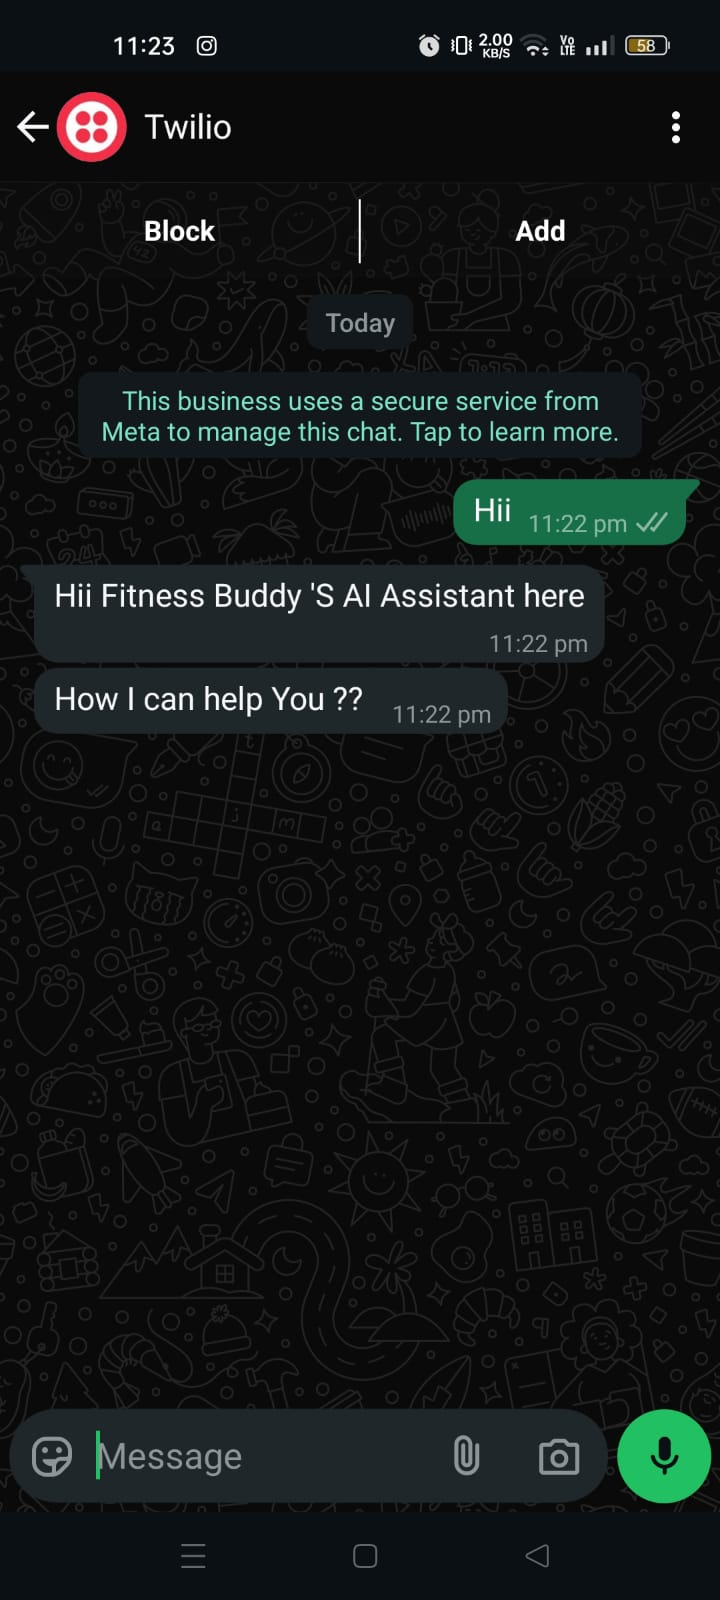 11:23
2.00
KB/S
Vo
LTE
58
Twilio
Block
Add
Today
This business uses a secure service from
Meta to manage this chat. Tap to learn more.
Hii
11:22 pm
Hii Fitness Buddy 'S AI Assistant here
11:22 pm
How I can help You ??
11:22 pm
Message